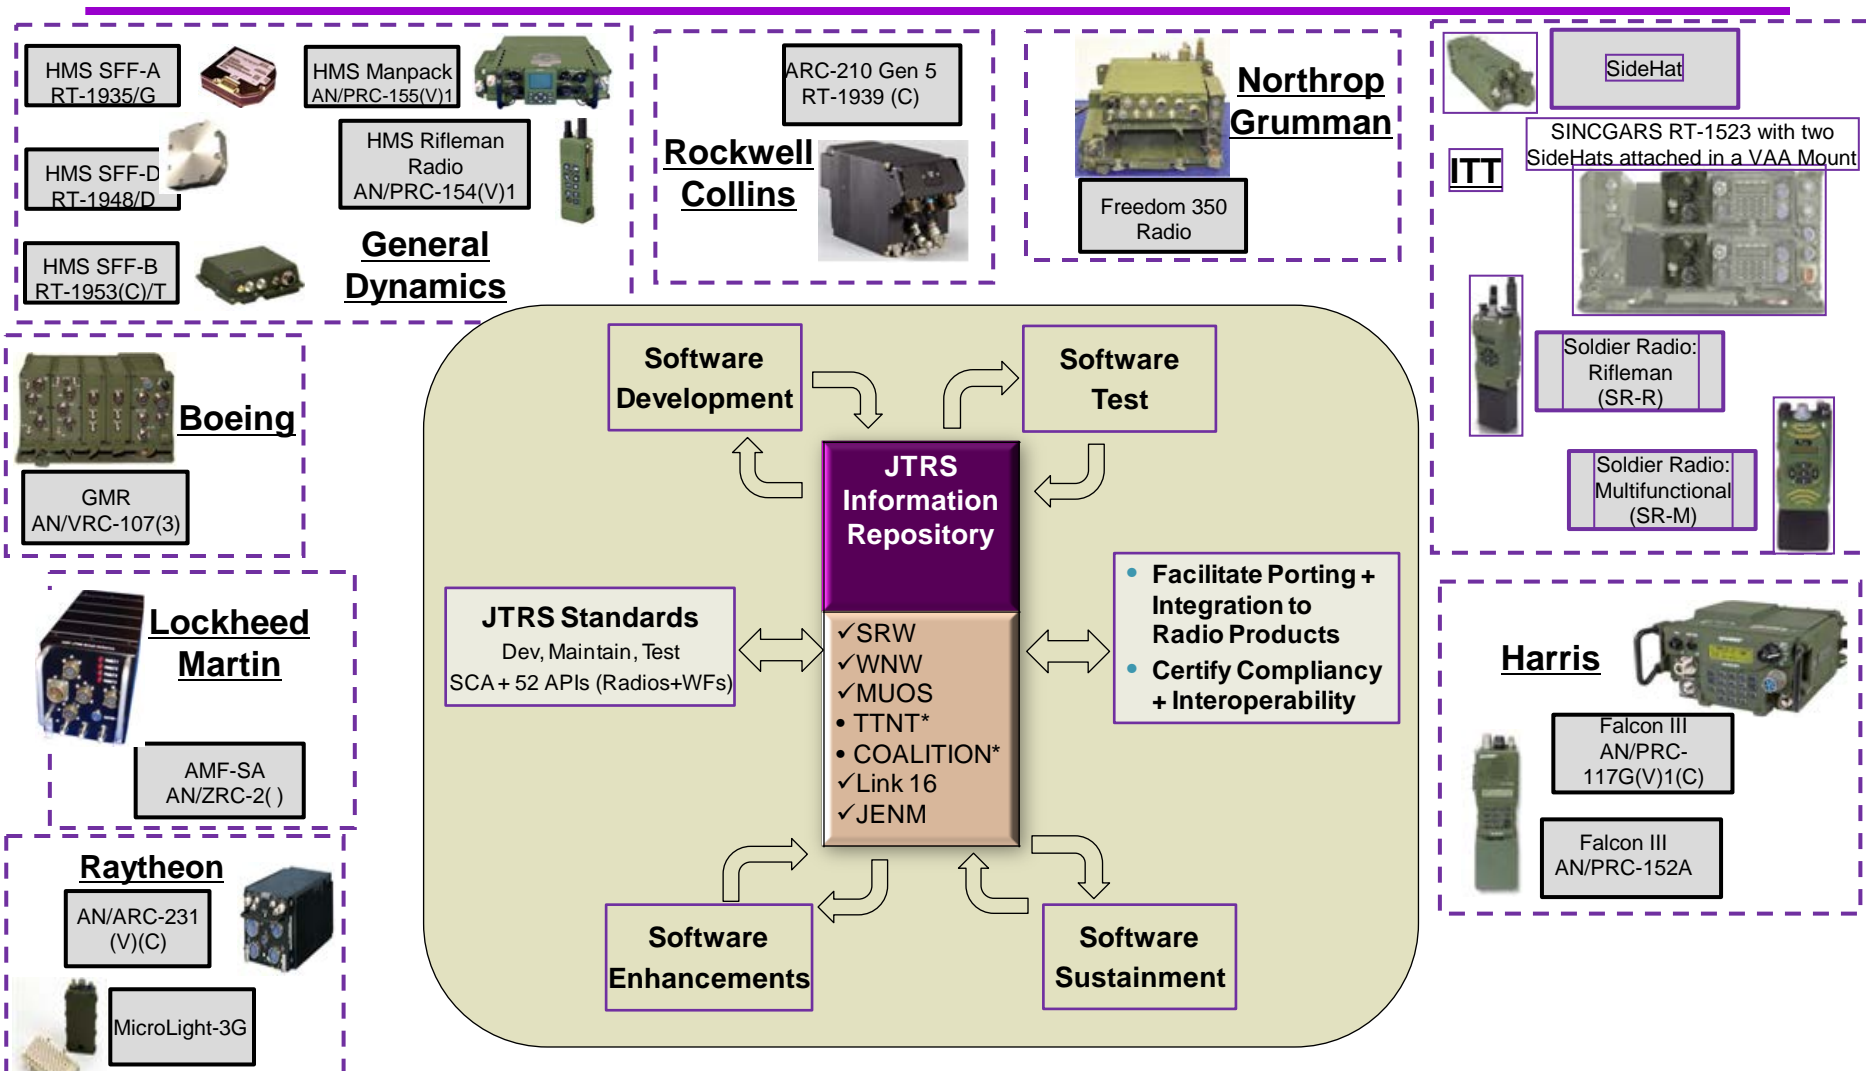 HMS SFF-A
RT-1935/G
HMS Manpack
AN/PRC-155(V)1
HMS SFF-D
RT-1948/D
HMS Rifleman
Radio
AN/PRC-154(V)1
HMS SFF-B
RT-1953(C)/T
General
Dynamics
ARC-210 Gen 5
RT-1939 (C)
Rockwell
Collins
Northrop
Grumman
Freedom 350
Radio
SideHat
SINCGARS RT-1523 with two
SideHats attached in a VAA Mount
ITT
Soldier Radio:
Rifleman
(SR-R)
Soldier Radio:
Multifunctional
(SR-M)
Boeing
GMR
AN/VRC-107(3)
Lockheed
Martin
AMF-SA
AN/ZRC-2( )
Raytheon
AN/ARC-231
(V)(C)
MicroLight-3G
Software
Development
Software
Test
JTRS
Information
Repository
JTRS Standards
Dev, Maintain, Test
SCA + 52 APIs (Radios+WFs)
✓SRW
✓WNW
✓MUOS
• TTNT*
• COALITION*
✓Link 16
✓JENM
• Facilitate Porting +
Integration to
Radio Products
• Certify Compliancy
+ Interoperability
Software
Enhancements
Software
Sustainment
Harris
Falcon III
AN/PRC-
117G(V)1(C)
Falcon III
AN/PRC-152A